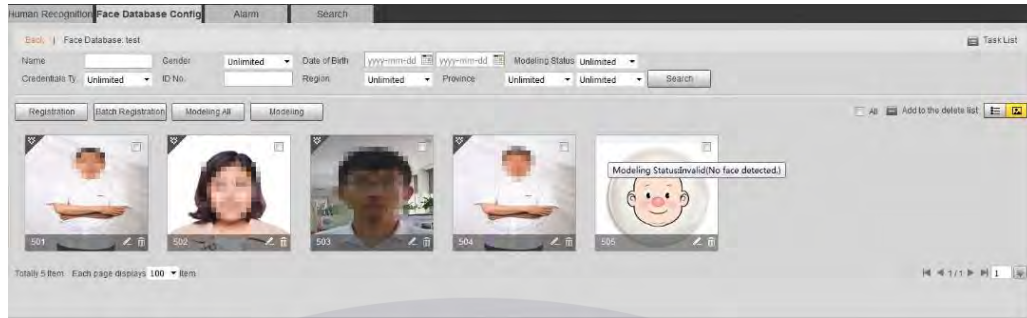 Human Recognition Face Database Config Alarm Search
Back | Face Database: test Task List
Name Gender Unlimited Date of Birth yyyy-mm-dd yyyy-mm-dd Modeling Status Unlimited
Credentials Ty Unlimited ID No. Region Unlimited Province Unlimited Unlimited Search
Registration Batch Registration Modeling All Modeling All Add to the delete list
Modeling Status:Invalid(No face detected.)
501 502 503 504 505
Totally 5 Item Each page displays 100 Item 1/1 1